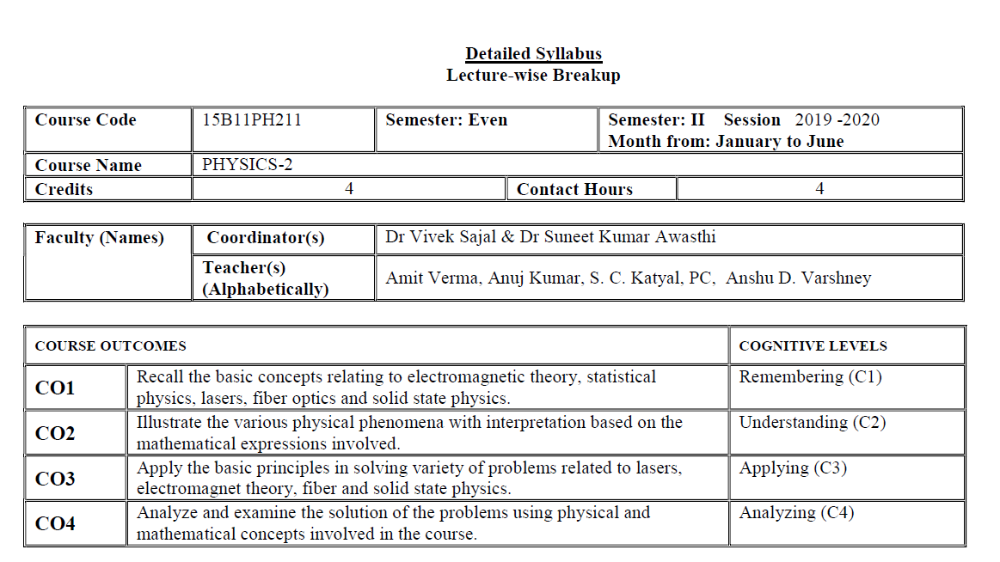 Detailed Syllabus
Lecture-wise Breakup
Course Code 15B11PH211 Semester: Even Semester: II Session 2019 -2020
Month from: January to June
Course Name PHYSICS-2
Credits 4 Contact Hours 4
Faculty (Names) Coordinator(s) Dr Vivek Sajal & Dr Suneet Kumar Awasthi
Teacher(s)
(Alphabetically) Amit Verma, Anuj Kumar, S. C. Katyal, PC, Anshu D. Varshney
COURSE OUTCOMES COGNITIVE LEVELS
CO1 Recall the basic concepts relating to electromagnetic theory, statistical
physics, lasers, fiber optics and solid state physics. Remembering (C1)
CO2 Illustrate the various physical phenomena with interpretation based on the
mathematical expressions involved. Understanding (C2)
CO3 Apply the basic principles in solving variety of problems related to lasers,
electromagnet theory, fiber and solid state physics. Applying (C3)
CO4 Analyze and examine the solution of the problems using physical and
mathematical concepts involved in the course. Analyzing (C4)